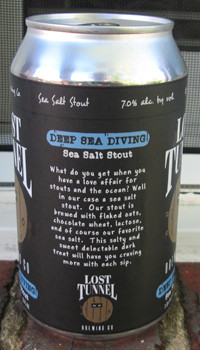 Sea Salt Stout
7.0% alc. by vol
DEEP SEA DIVING
Sea Salt Stout
What do you get when you
have a love affair for
stouts and the ocean? Well
in our case a sea salt
stout. Our stout is
brewed with flaked oats,
chocolate wheat, lactose,
and of course our favorite
sea salt. This salty and
sweet delectable dark
treat will have you craving
more with each sip.
LOST
TUNNEL
BREWING CO
LOST